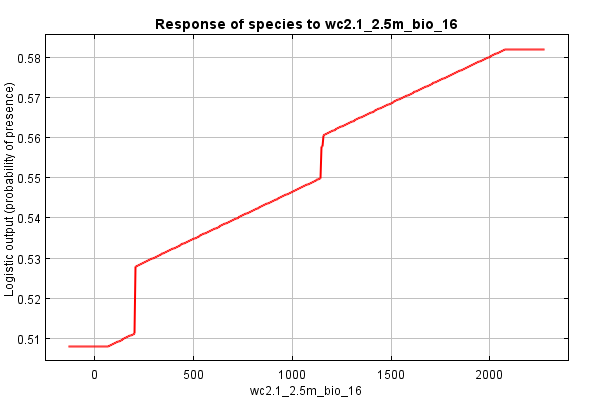 Response of species to wc2.1_2.5m_bio_16
Logistic output (probability of presence)
0.58
0.57
0.56
0.55
0.54
0.53
0.52
0.51
0 500 1000 1500 2000
wc2.1_2.5m_bio_16